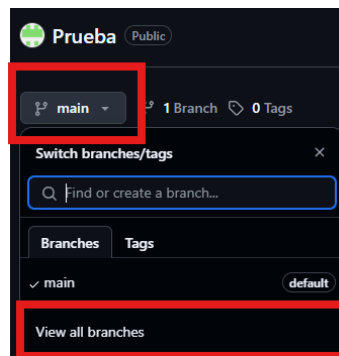 Prueba Public
main 1 Branch 0 Tags
Switch branches/tags
Find or create a branch...
Branches Tags
main default
View all branches